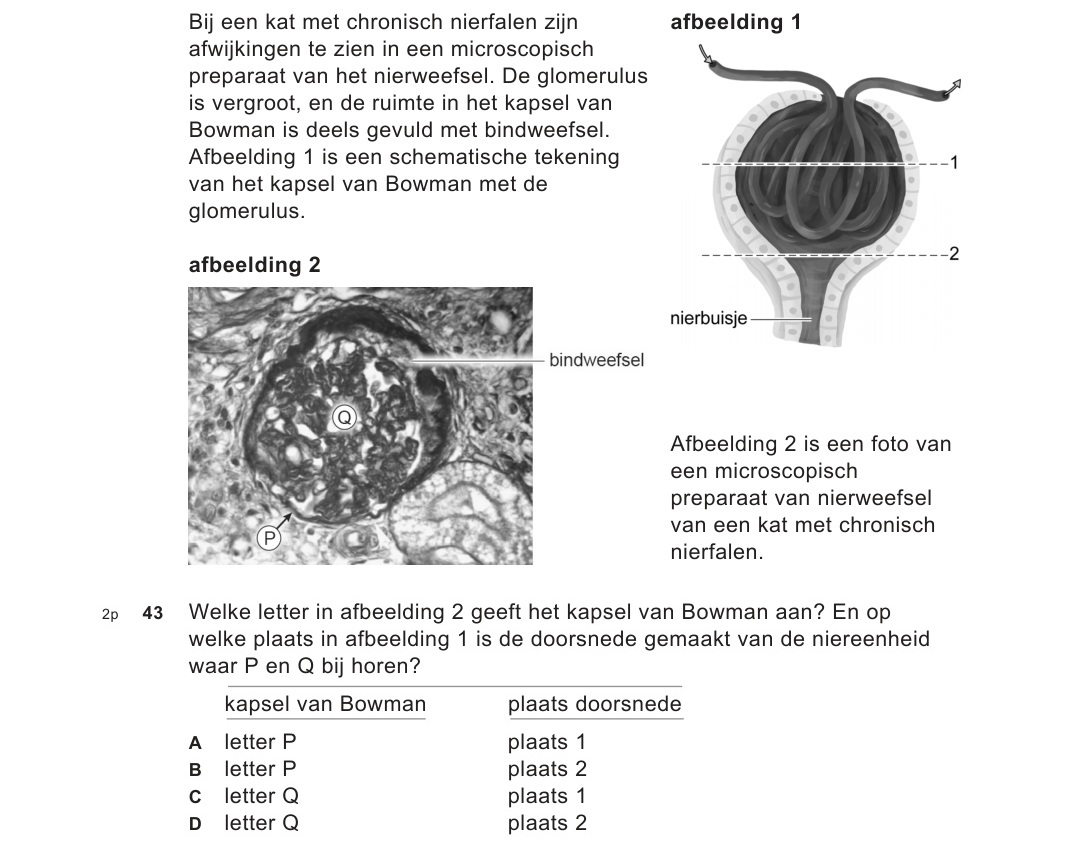 Bij een kat met chronisch nierfalen zijn
afwijkingen te zien in een microscopisch
preparaat van het nierweefsel. De glomerulus
is vergroot, en de ruimte in het kapsel van
Bowman is deels gevuld met bindweefsel.
Afbeelding 1 is een schematische tekening
van het kapsel van Bowman met de
glomerulus.
afbeelding 1
1
2
nierbuisje
afbeelding 2
bindweefsel
Q
P
Afbeelding 2 is een foto van
een microscopisch
preparaat van nierweefsel
van een kat met chronisch
nierfalen.
2p 43 Welke letter in afbeelding 2 geeft het kapsel van Bowman aan? En op
welke plaats in afbeelding 1 is de doorsnede gemaakt van de niereenheid
waar P en Q bij horen?
kapsel van Bowman plaats doorsnede
A letter P plaats 1
B letter P plaats 2
C letter Q plaats 1
D letter Q plaats 2